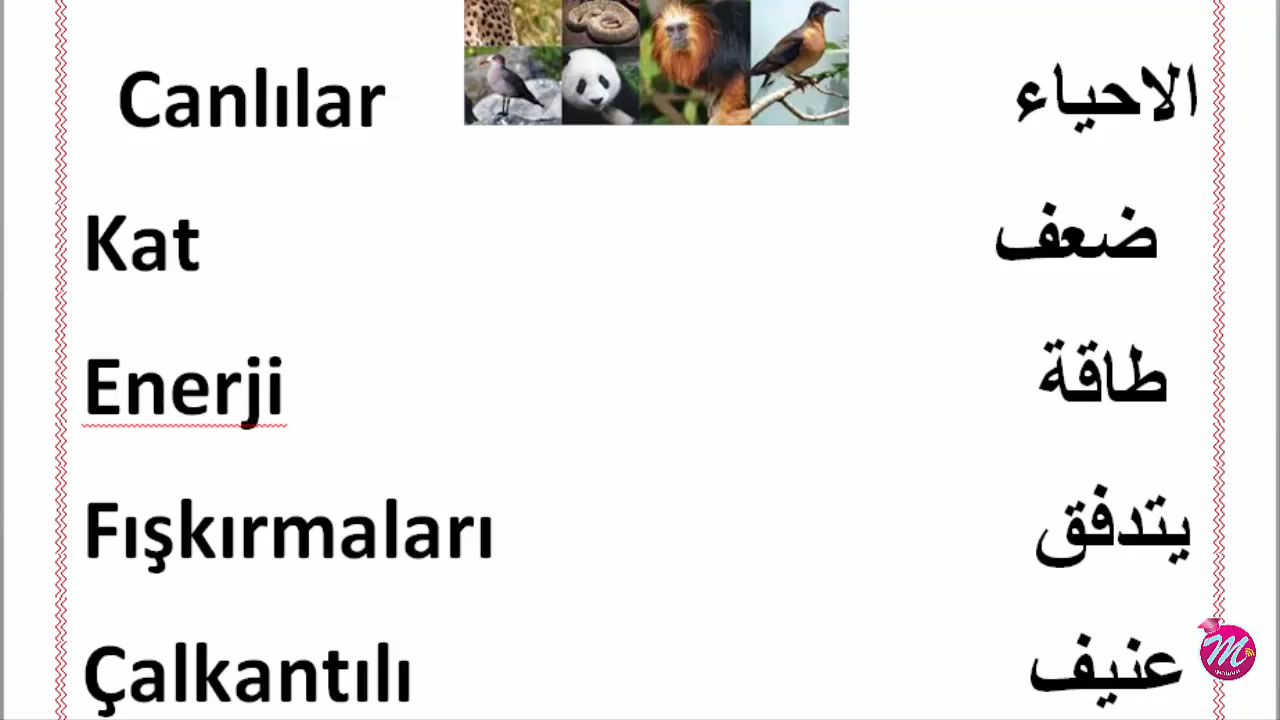 Canlılar الاحياء
Kat ضعف
Enerji طاقة
Fışkırmaları يتدفق
Çalkantılı عنيف